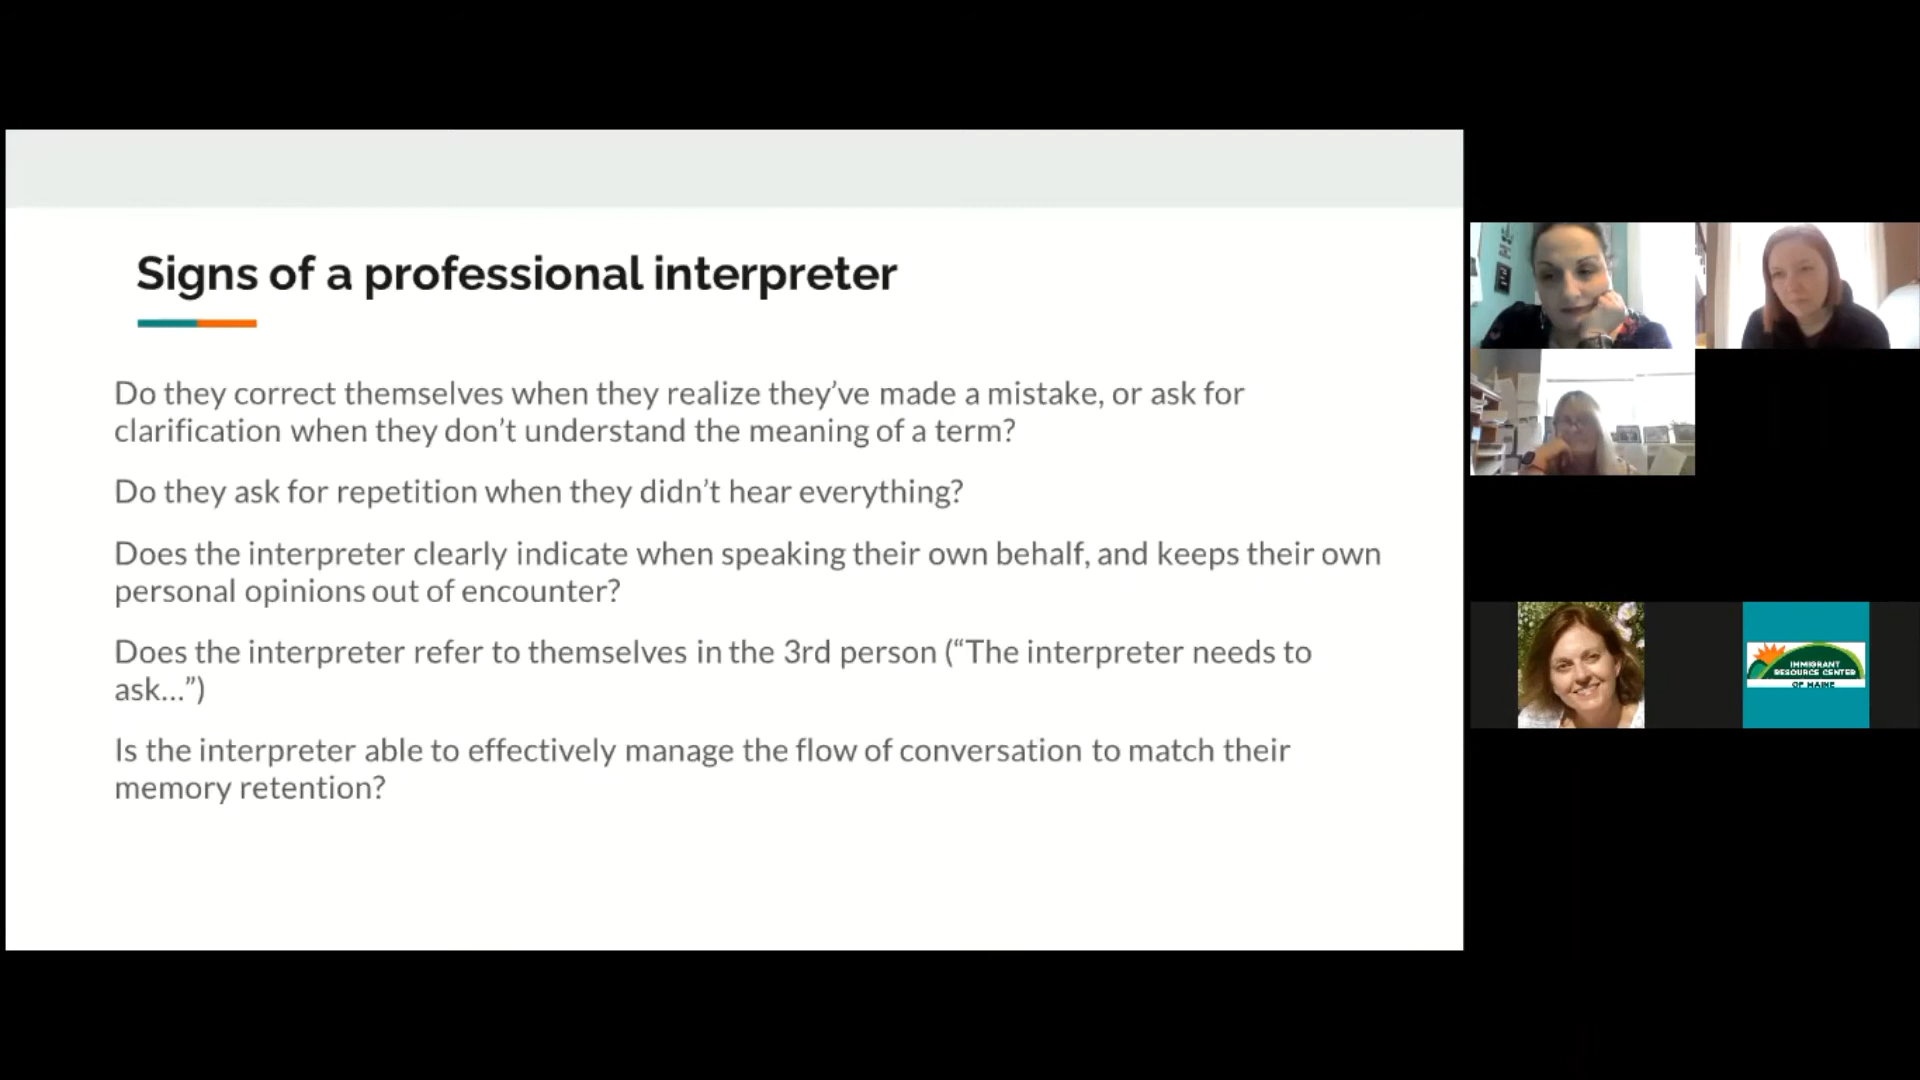 Signs of a professional interpreter
Do they correct themselves when they realize they’ve made a mistake, or ask for
clarification when they don’t understand the meaning of a term?
Do they ask for repetition when they didn’t hear everything?
Does the interpreter clearly indicate when speaking their own behalf, and keeps their own
personal opinions out of encounter?
Does the interpreter refer to themselves in the 3rd person (“The interpreter needs to
ask…”)
Is the interpreter able to effectively manage the flow of conversation to match their
memory retention?
IMMIGRANT
RESOURCE CENTER
OF MAINE